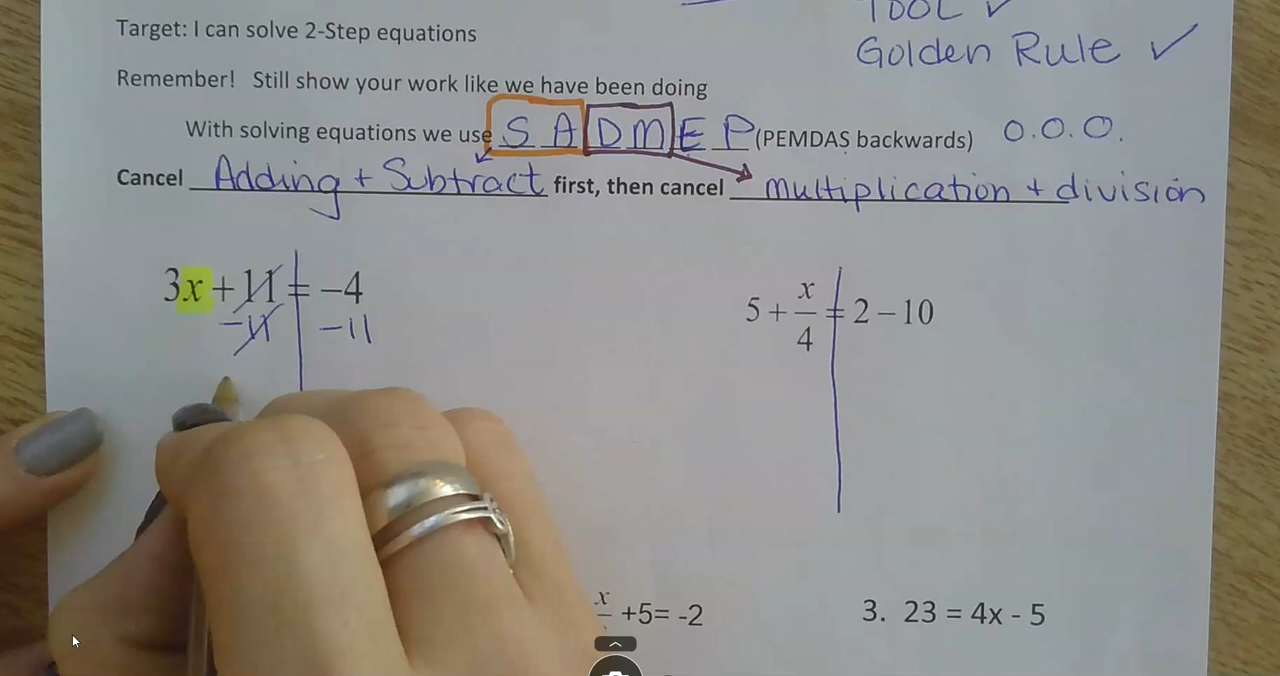 TOOL ✓
Target: I can solve 2-Step equations
Golden Rule ✓
Remember! Still show your work like we have been doing
With solving equations we use S A D M E P (PEMDAS backwards) O.O.O.
Cancel Adding + Subtract first, then cancel multiplication + division
3x + 11 = -4
-11 -11
5 + x/4 = 2 - 10
x
+5= -2
3. 23 = 4x - 5